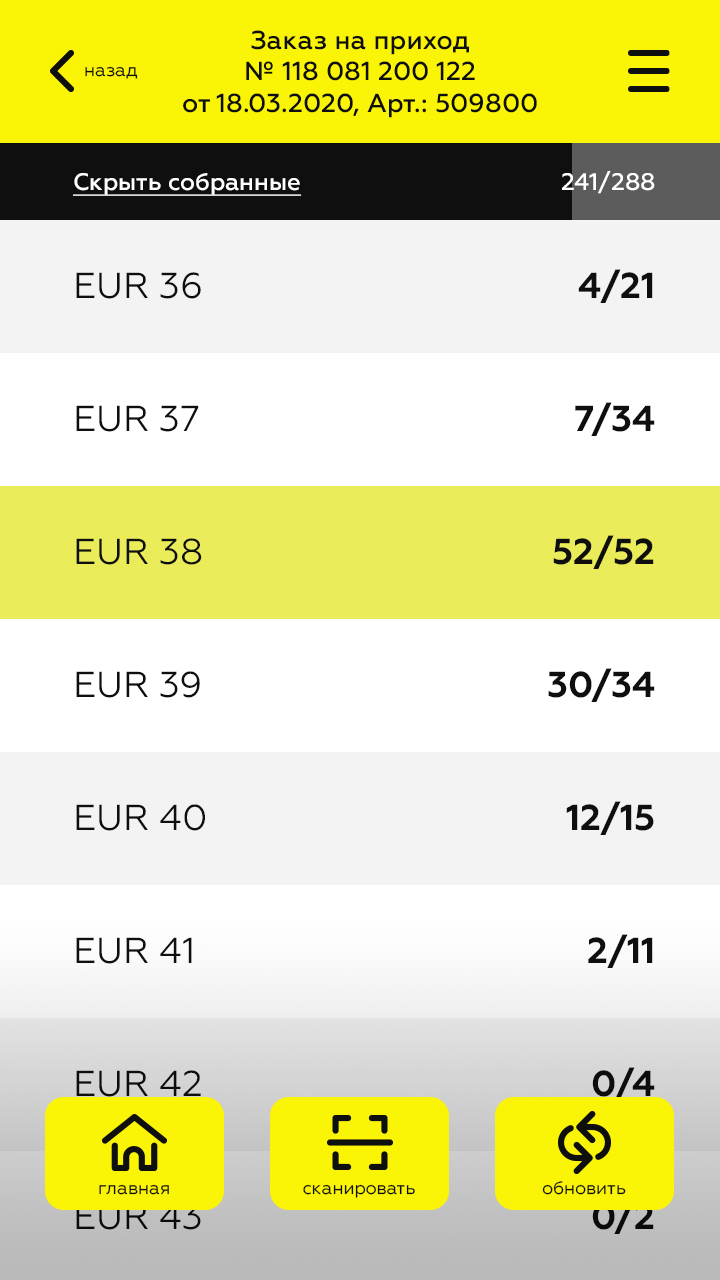 Заказ на приход
назад
№ 118 081 200 122
от 18.03.2020, Арт.: 509800
Скрыть собранные 241/288
EUR 36 4/21
EUR 37 7/34
EUR 38 52/52
EUR 39 30/34
EUR 40 12/15
EUR 41 2/11
EUR 42 0/4
главная сканировать обновить
EUR 43 0/2